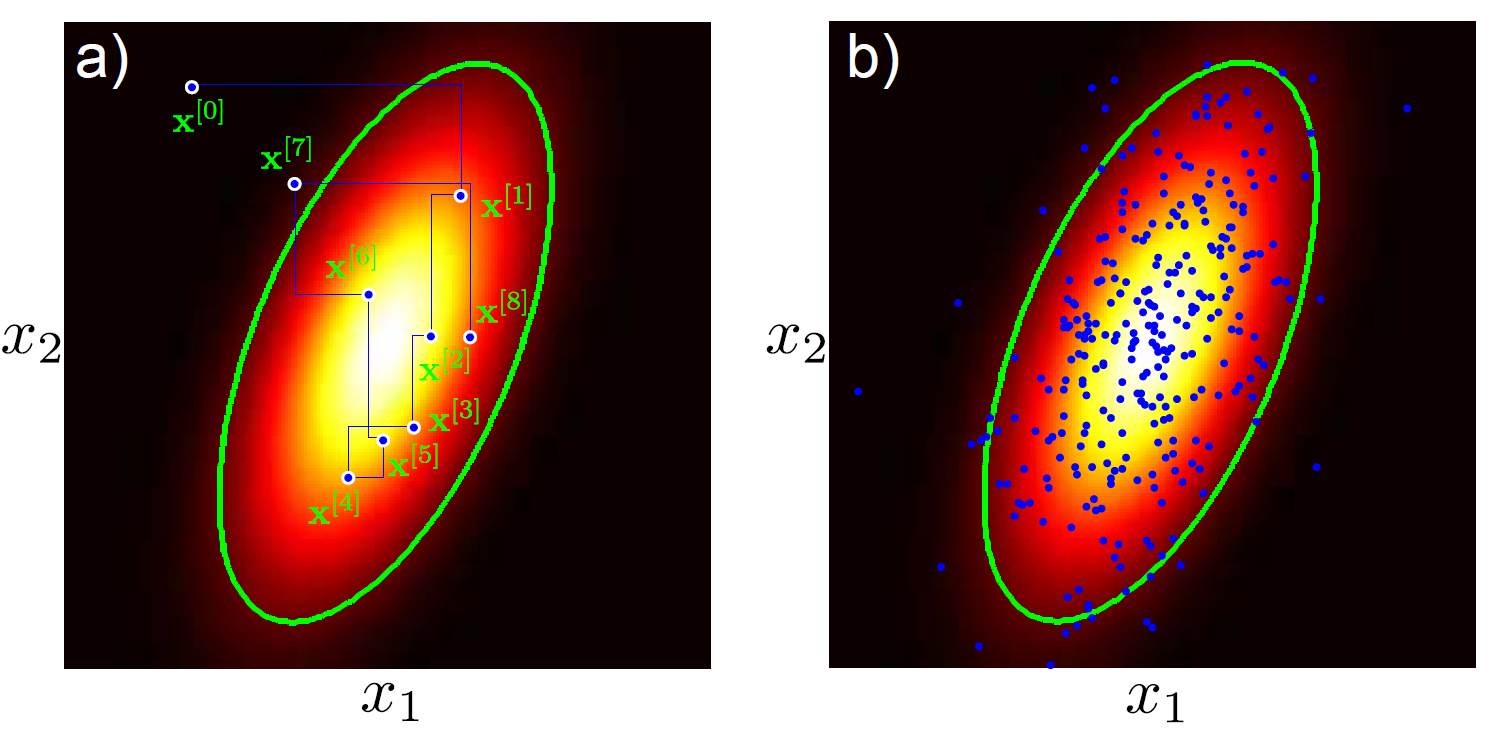 a)
b)
x^[0]
x^[7]
x^[1]
x^[6]
x^[8]
x₂
x₂
x^[2]
x^[3]
x^[5]
x^[4]
x₁
x₁